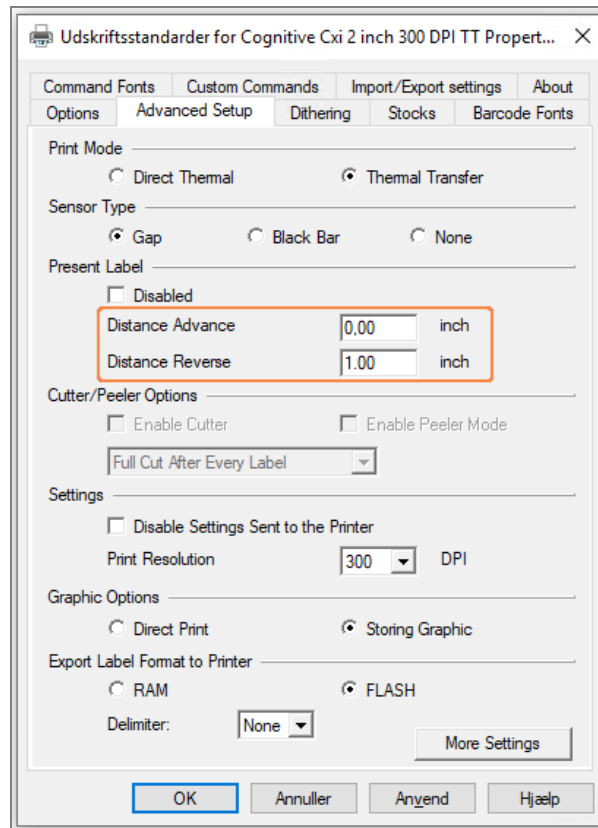 Udskriftsstandarder for Cognitive Cxi 2 inch 300 DPI TT Propert...
Command Fonts Custom Commands Import/Export settings About
Options Advanced Setup Dithering Stocks Barcode Fonts
Print Mode
Direct Thermal Thermal Transfer
Sensor Type
Gap Black Bar None
Present Label
Disabled
Distance Advance 0,00 inch
Distance Reverse 1.00 inch
Cutter/Peeler Options
Enable Cutter Enable Peeler Mode
Full Cut After Every Label
Settings
Disable Settings Sent to the Printer
Print Resolution 300 DPI
Graphic Options
Direct Print Storing Graphic
Export Label Format to Printer
RAM FLASH
Delimiter: None
More Settings
OK Annuller Anvend Hjælp